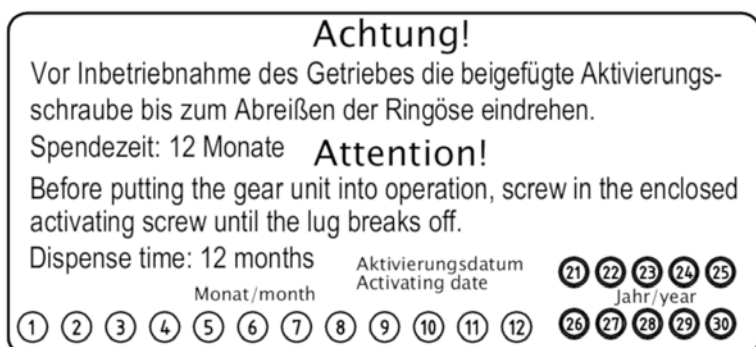 Achtung!
Vor Inbetriebnahme des Getriebes die beigefügte Aktivierungs-
schraube bis zum Abreißen der Ringöse eindrehen.
Spendezeit: 12 Monate
Attention!
Before putting the gear unit into operation, screw in the enclosed
activating screw until the lug breaks off.
Dispense time: 12 months
Aktivierungsdatum
Activating date
Monat/month
1 2 3 4 5 6 7 8 9 10 11 12
21 22 23 24 25
Jahr/year
26 27 28 29 30